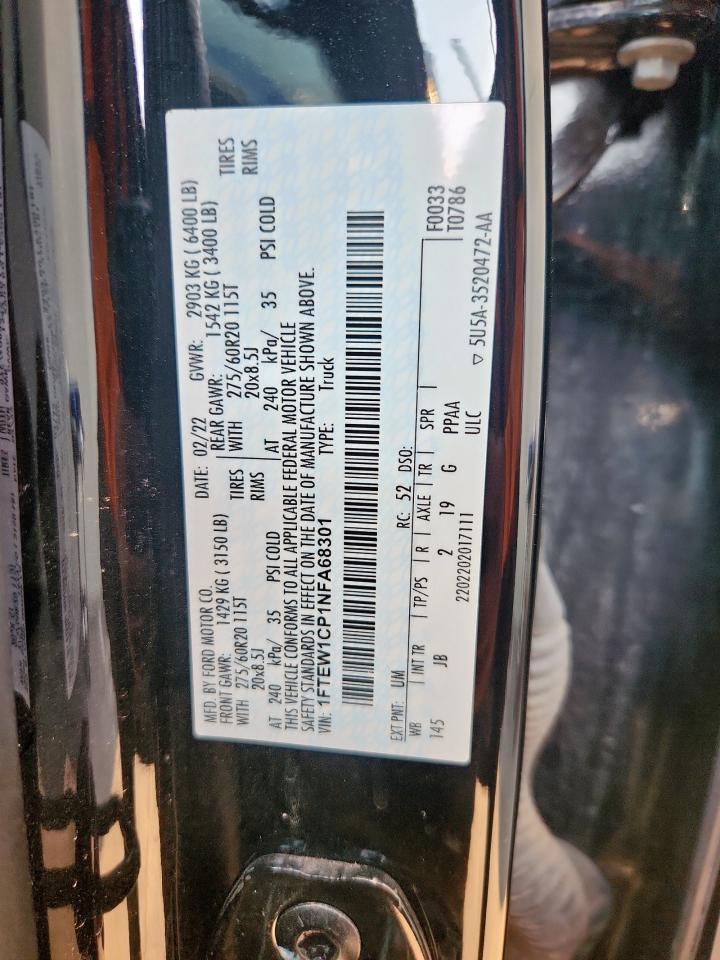 MFD. BY FORD MOTOR CO.
DATE: 02/22 GVWR: 2903 KG ( 6400 LB)
FRONT GAWR: 1429 KG ( 3150 LB)
REAR GAWR: 1542 KG ( 3400 LB)
WITH 275/60R20 115T TIRES
WITH 275/60R20 115T TIRES
20x8.5J RIMS
20x8.5J RIMS
AT 240 kPa/ 35 PSI COLD
AT 240 kPa/ 35 PSI COLD
THIS VEHICLE CONFORMS TO ALL APPLICABLE FEDERAL MOTOR VEHICLE
SAFETY STANDARDS IN EFFECT ON THE DATE OF MANUFACTURE SHOWN ABOVE.
VIN: 1FTEW1CP1NFA68301 TYPE: Truck
EXT PNT: UM RC: 52 DSO: F0033
WB INT TR TP/PS R AXLE TR SPR T0786
145 JB 2 19 G PPAA
2202202017111 ULC
▽ 5U5A-3520472-AA